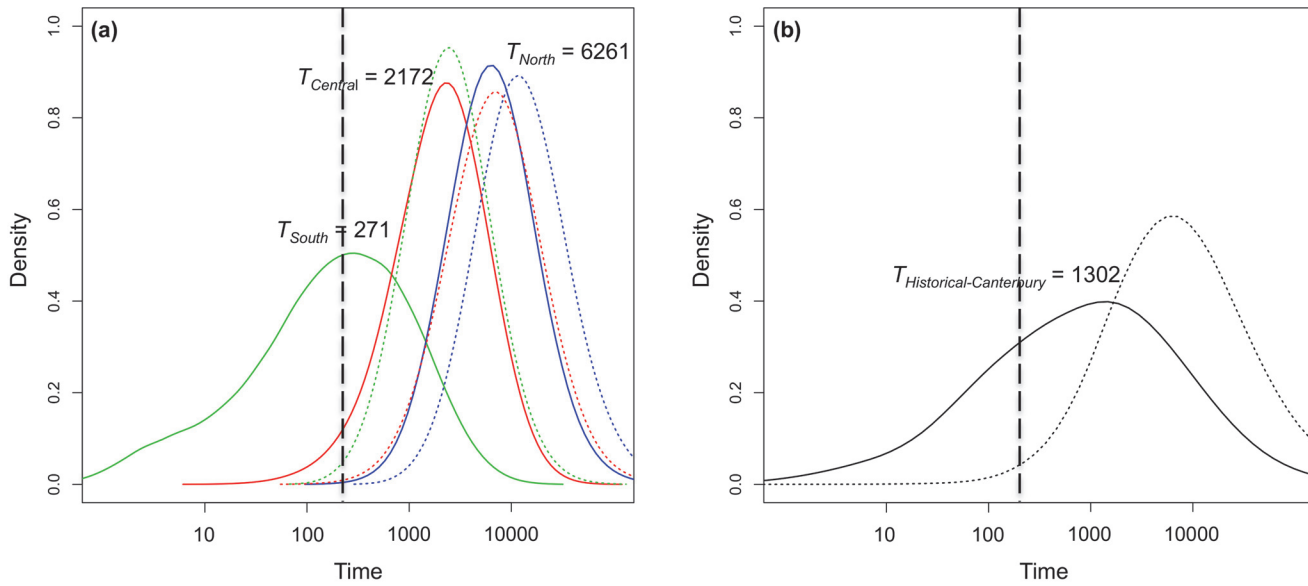 (a)
T_North = 6261
T_Central = 2172
T_South = 271
1.0
0.8
0.6
0.4
0.2
0.0
Density
10
100
1000
10000
Time
(b)
T_Historical-Canterbury = 1302
1.0
0.8
0.6
0.4
0.2
0.0
Density
10
100
1000
10000
Time